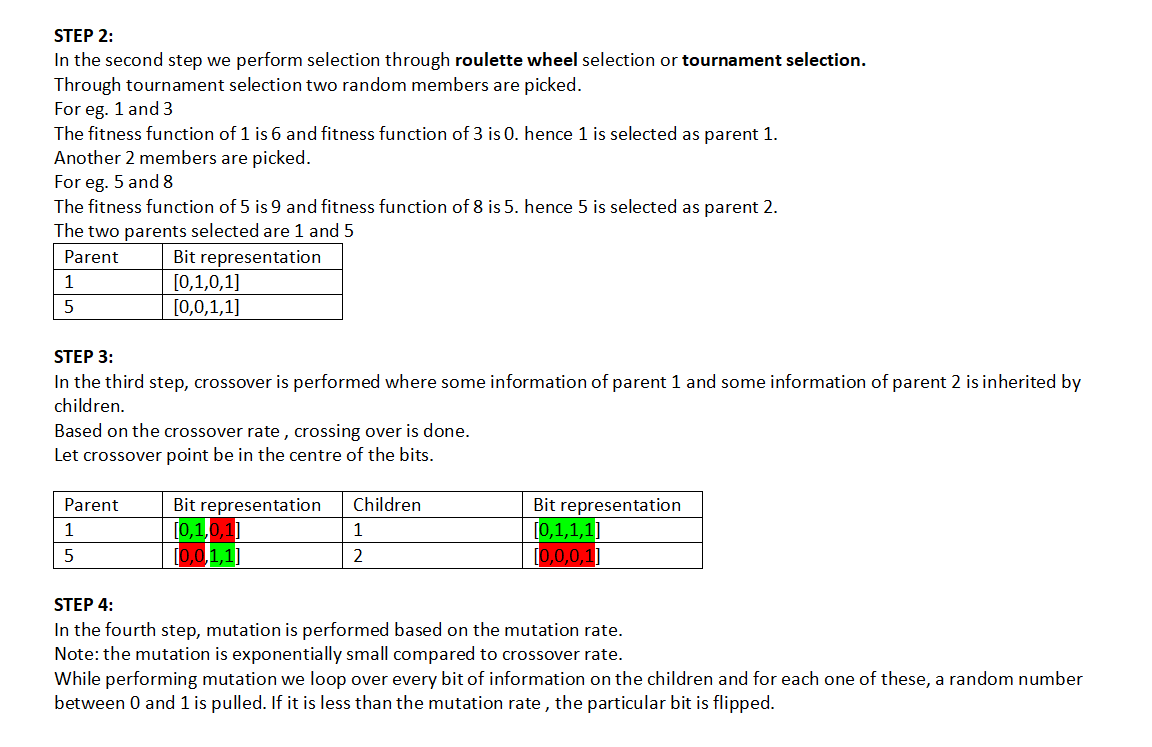 STEP 2:
In the second step we perform selection through roulette wheel selection or tournament selection.
Through tournament selection two random members are picked.
For eg. 1 and 3
The fitness function of 1 is 6 and fitness function of 3 is 0. hence 1 is selected as parent 1.
Another 2 members are picked.
For eg. 5 and 8
The fitness function of 5 is 9 and fitness function of 8 is 5. hence 5 is selected as parent 2.
The two parents selected are 1 and 5
Parent Bit representation
1 [0,1,0,1]
5 [0,0,1,1]
STEP 3:
In the third step, crossover is performed where some information of parent 1 and some information of parent 2 is inherited by
children.
Based on the crossover rate , crossing over is done.
Let crossover point be in the centre of the bits.
Parent Bit representation Children Bit representation
1 [0,1,0,1] 1 [0,1,1,1]
5 [0,0,1,1] 2 [0,0,0,1]
STEP 4:
In the fourth step, mutation is performed based on the mutation rate.
Note: the mutation is exponentially small compared to crossover rate.
While performing mutation we loop over every bit of information on the children and for each one of these, a random number
between 0 and 1 is pulled. If it is less than the mutation rate , the particular bit is flipped.